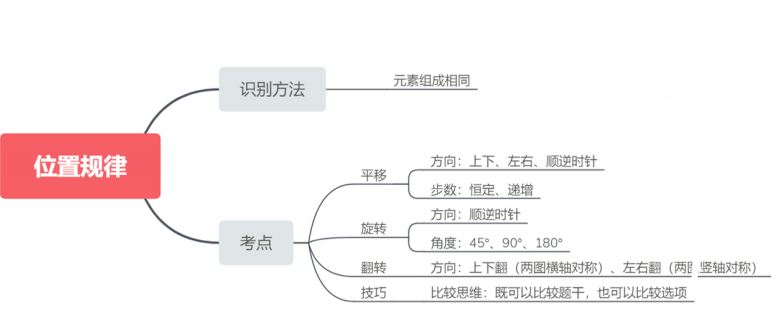 位置规律
识别方法
元素组成相同
考点
平移
方向：上下、左右、顺逆时针
步数：恒定、递增
旋转
方向：顺逆时针
角度：45°、90°、180°
翻转
方向：上下翻（两图横轴对称）、左右翻（两图竖轴对称）
技巧
比较思维：既可以比较题干，也可以比较选项